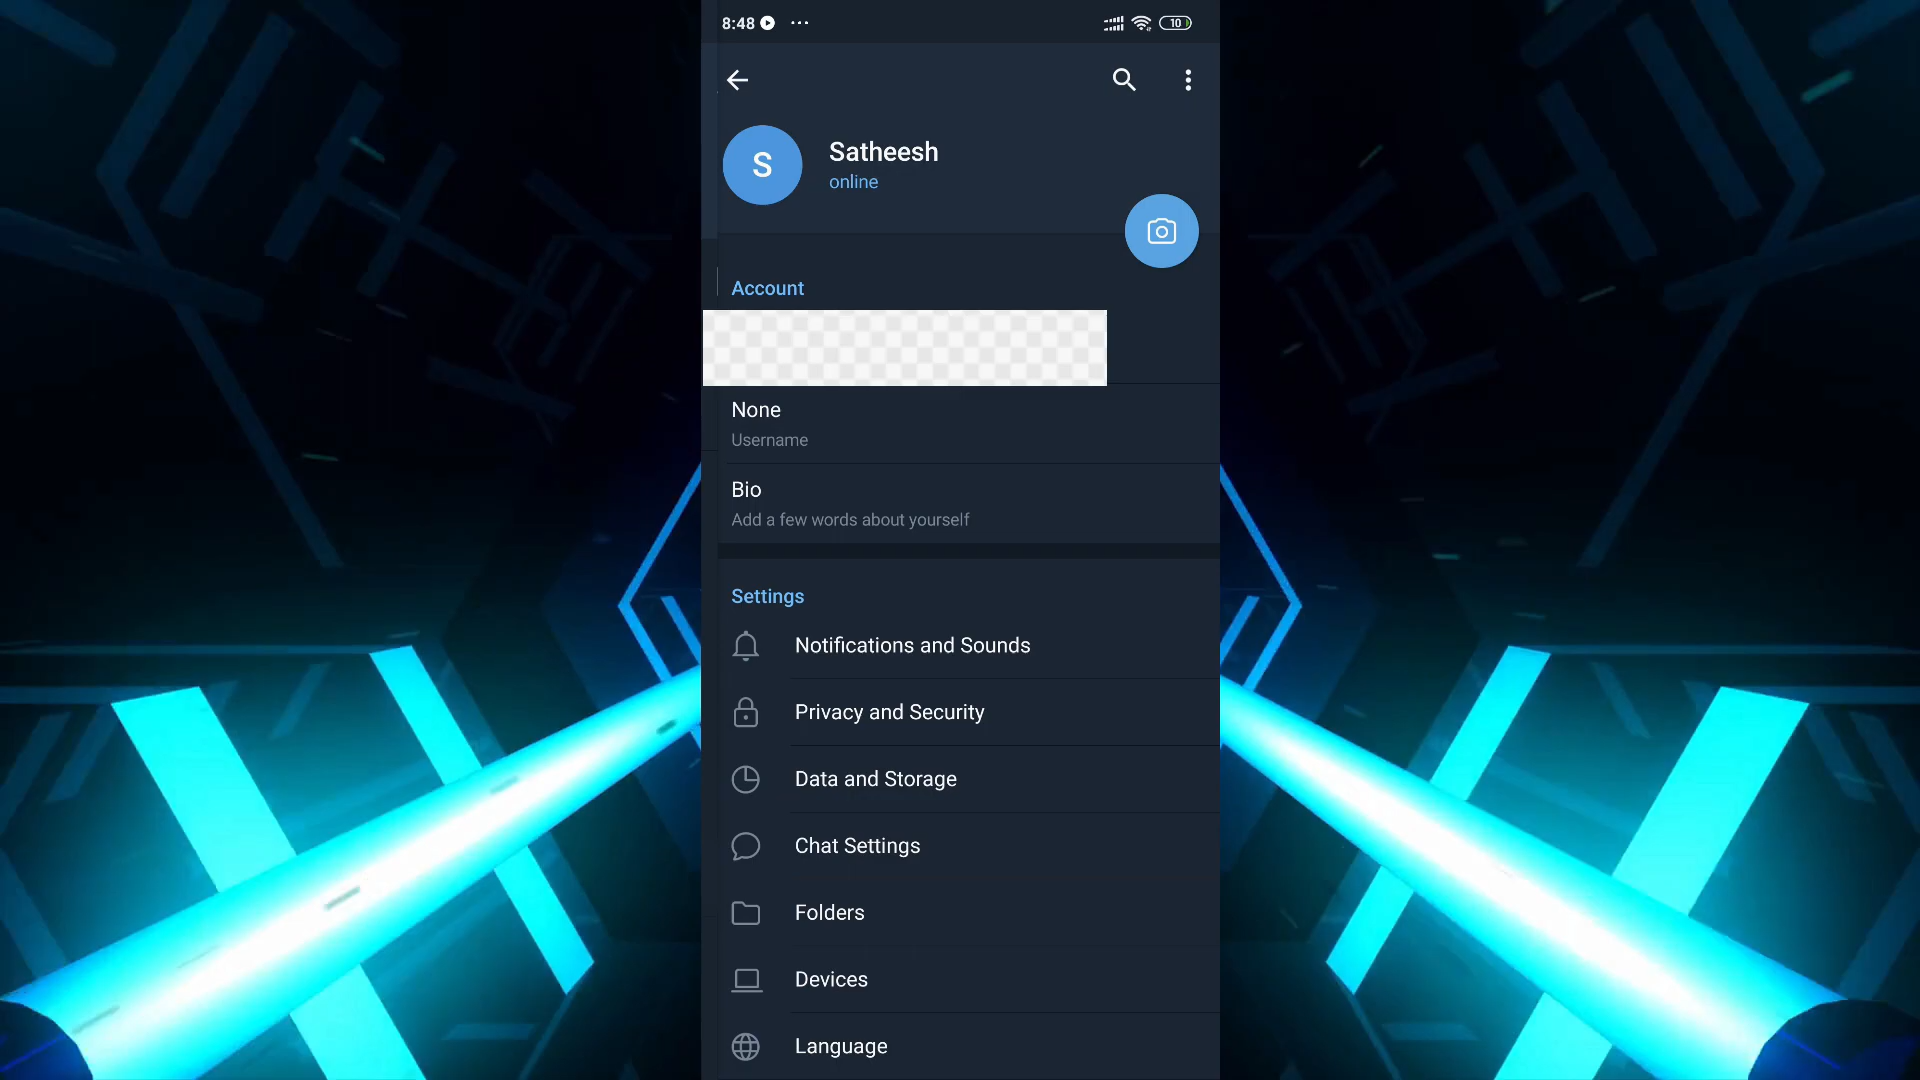 8:48
10
Satheesh
online
S
Account
None
Username
Bio
Add a few words about yourself
Settings
Notifications and Sounds
Privacy and Security
Data and Storage
Chat Settings
Folders
Devices
Language